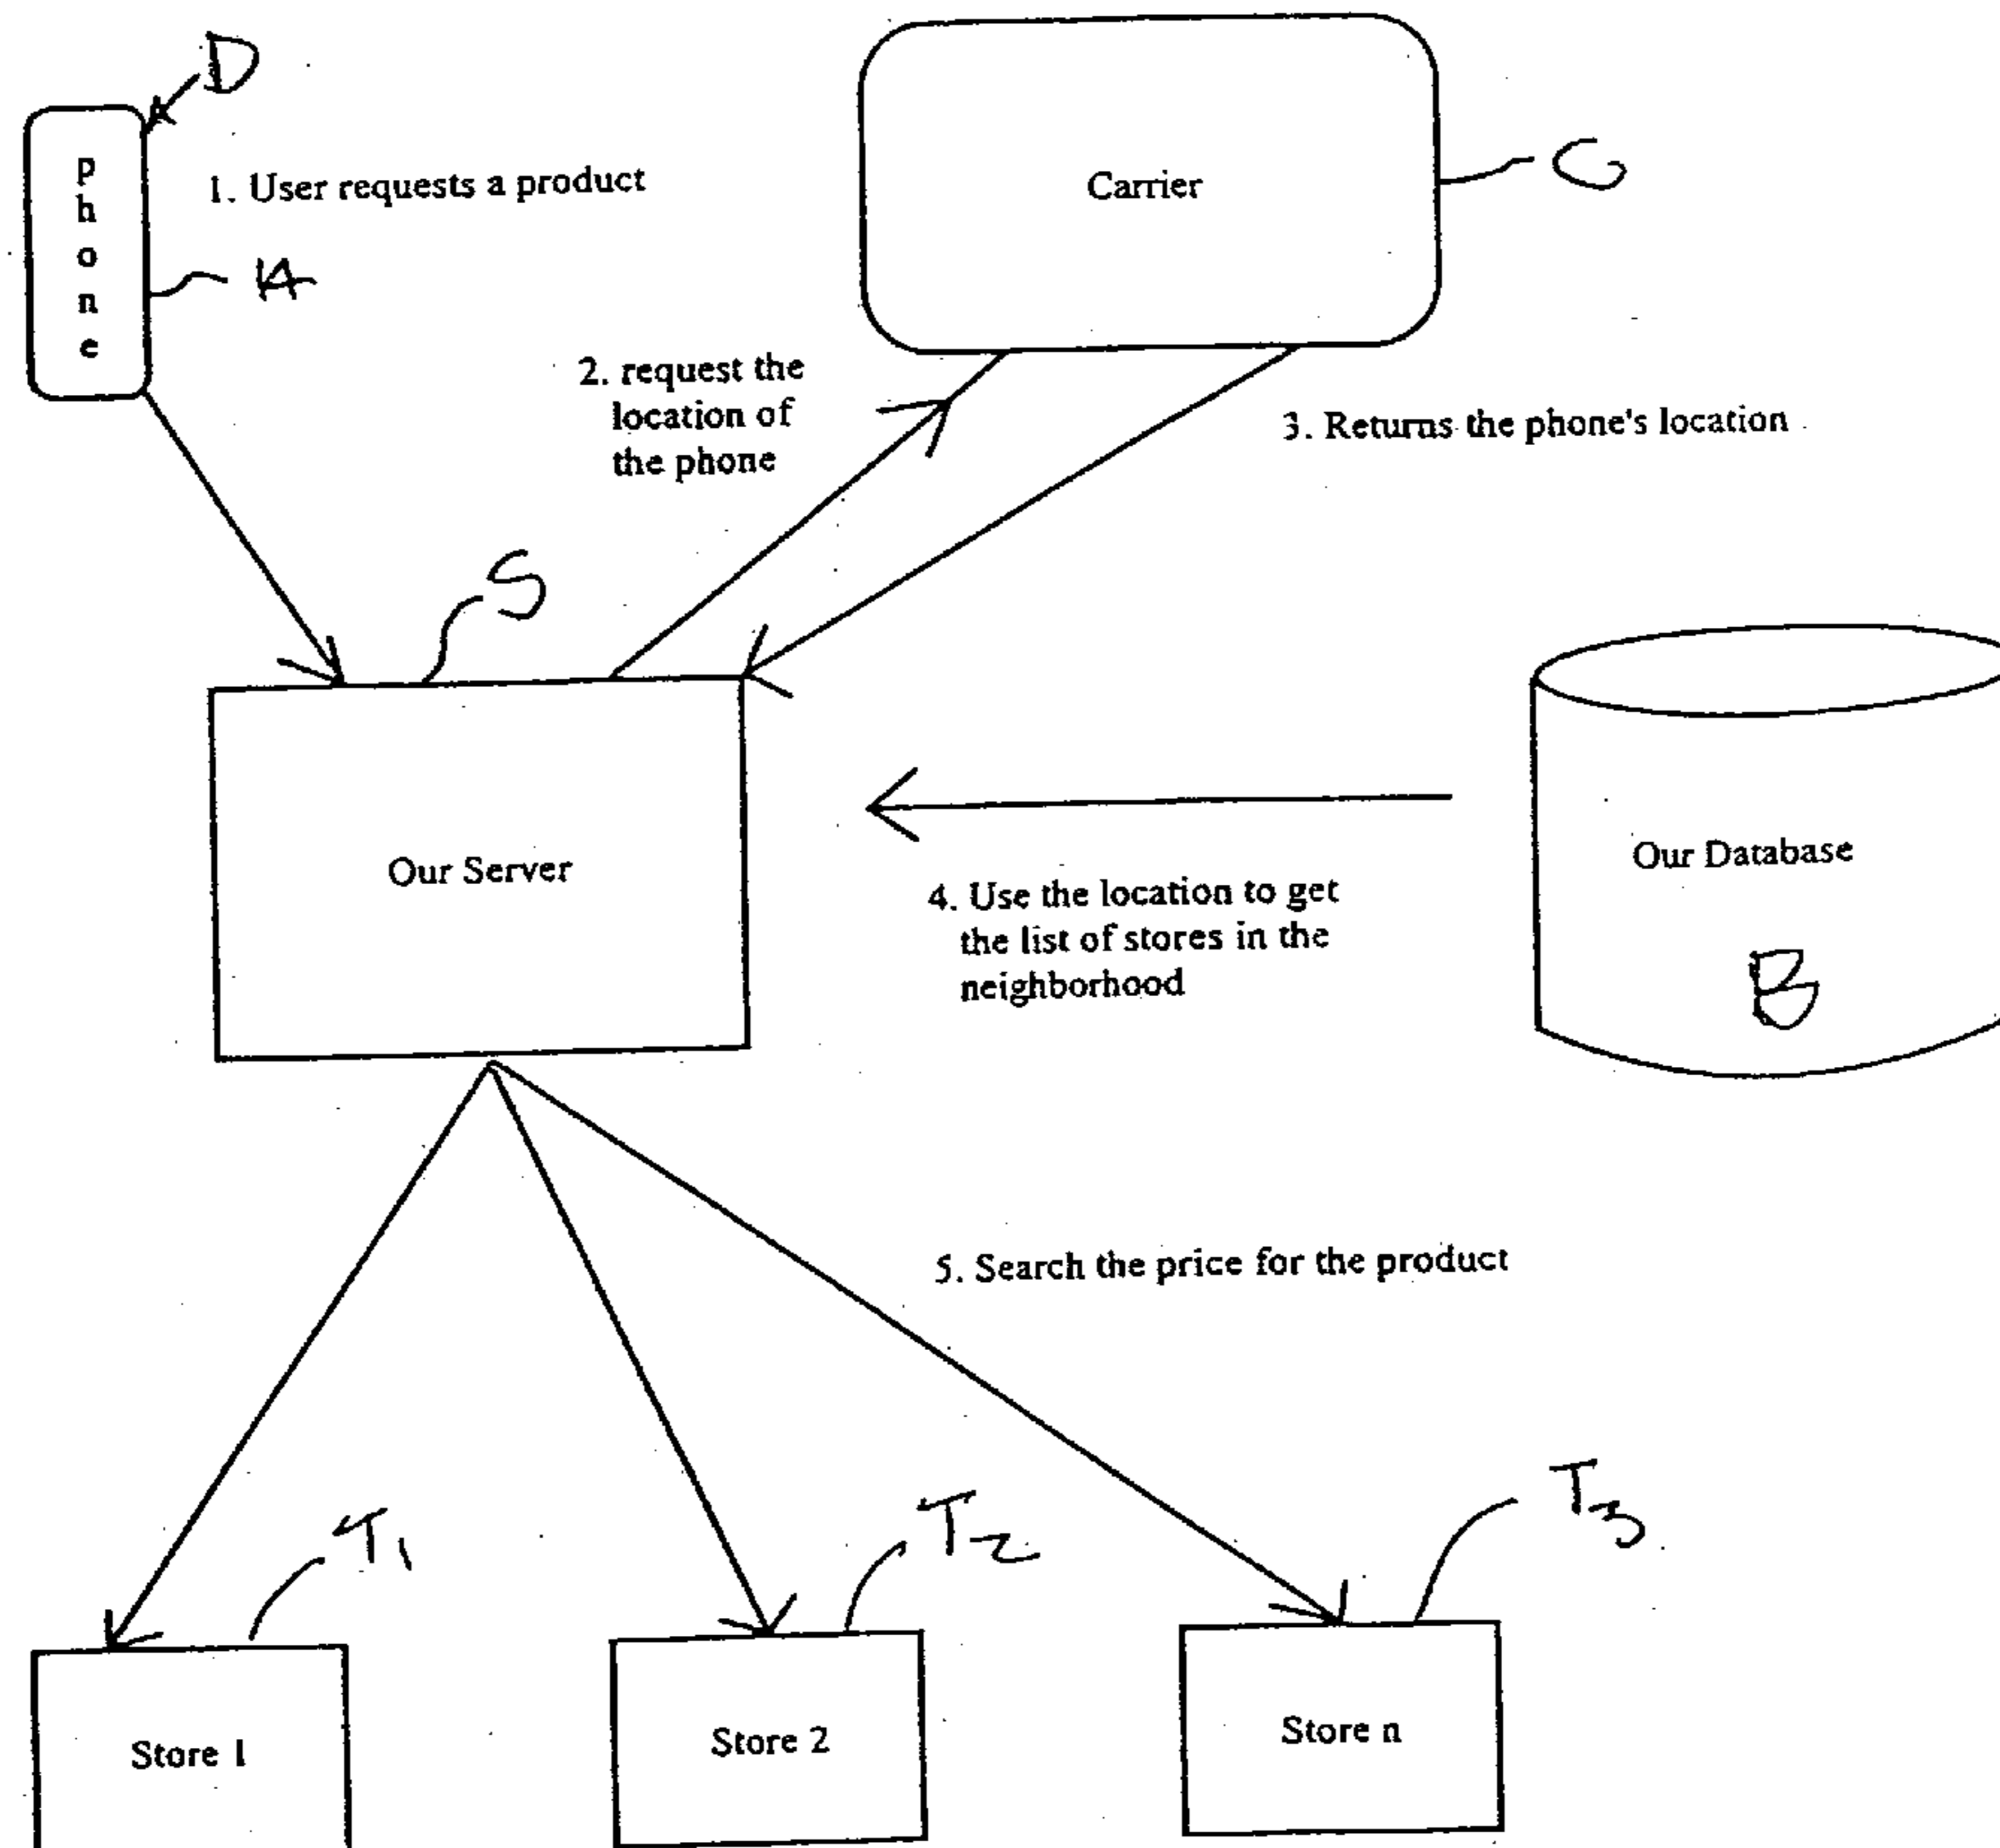 D
phone
1. User requests a product
Carrier
C
2. request the
location of
the phone
3. Returns the phone's location
S
Our Server
Our Database
B
4. Use the location to get
the list of stores in the
neighborhood
5. Search the price for the product
T1
T2
T3
Store 1
Store 2
Store n